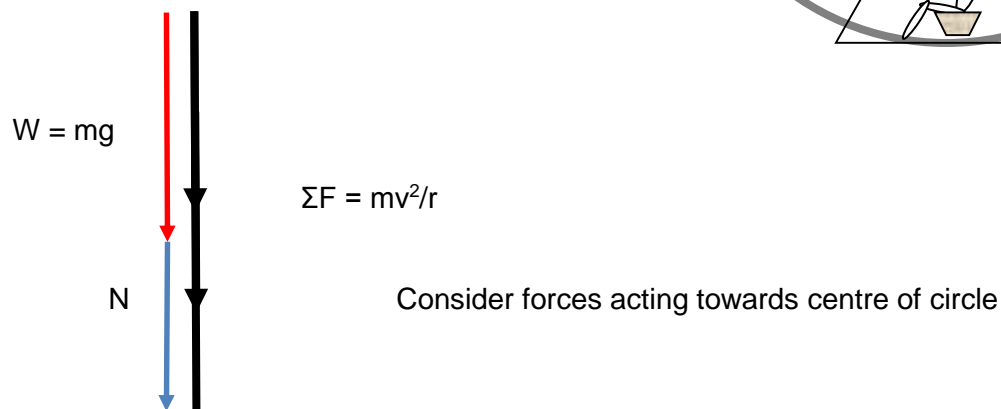 W = mg
ΣF = mv²/r
N
Consider forces acting towards centre of circle